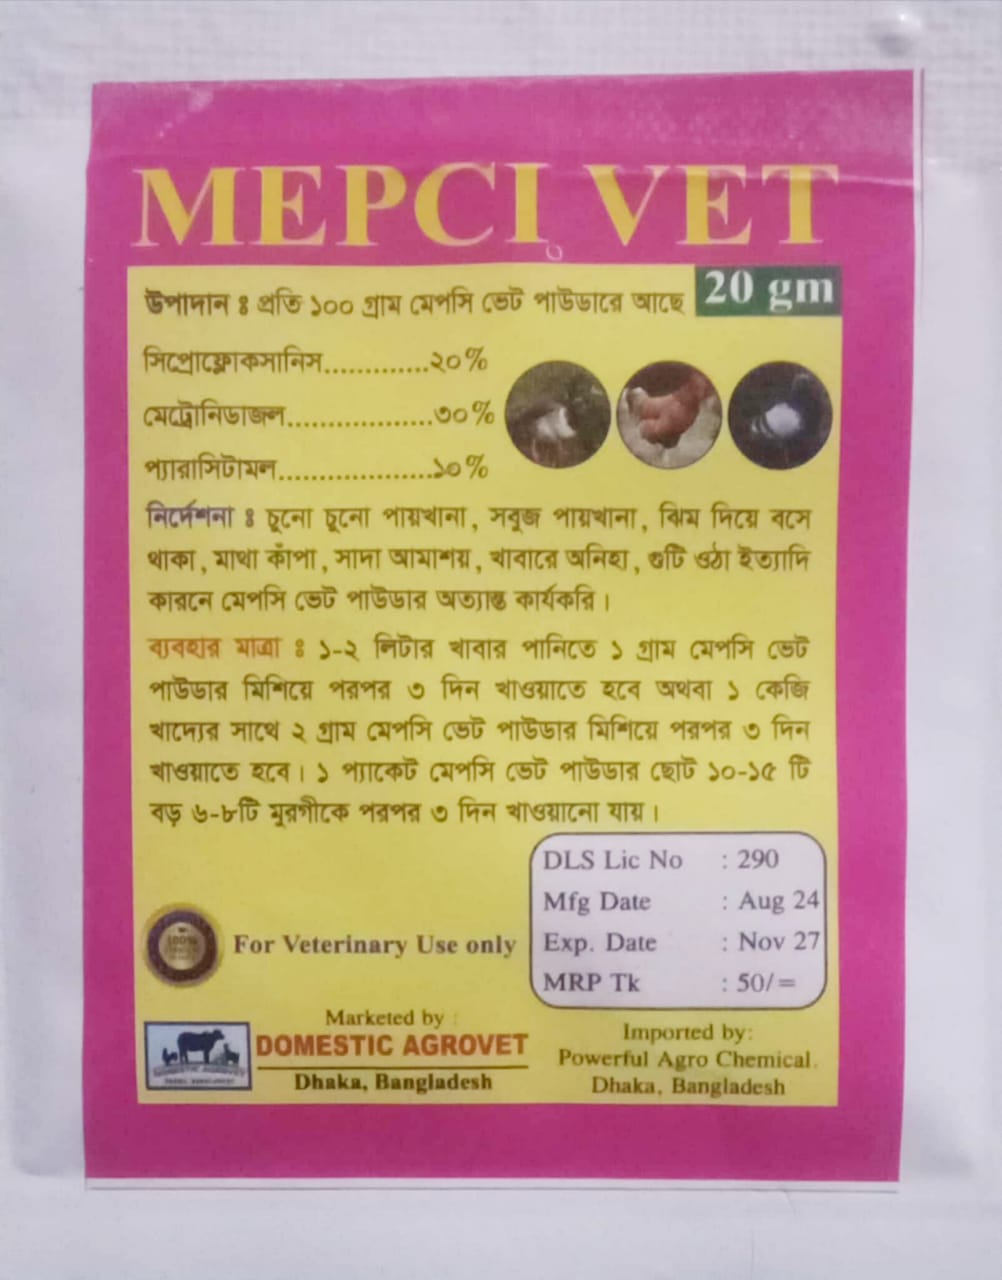 MEPCI VET
20 gm
উপাদান ঃ প্রতি ১০০ গ্রাম মেপসি ভেট পাউডারে আছে
সিপ্রোফ্লোকসানিস.............২০%
মেট্রোনিডাজল..................৩০%
প্যারাসিটামল...................১০%
নির্দেশনা ঃ চুনো চুনো পায়খানা, সবুজ পায়খানা, ঝিম দিয়ে বসে
থাকা, মাথা কাঁপা, সাদা আমাশয়, খাবারে অনিহা, গুটি ওঠা ইত্যাদি
কারনে মেপসি ভেট পাউডার অত্যান্ত কার্যকরি।
ব্যবহার মাত্রা ঃ ১-২ লিটার খাবার পানিতে ১ গ্রাম মেপসি ভেট
পাউডার মিশিয়ে পরপর ৩ দিন খাওয়াতে হবে অথবা ১ কেজি
খাদ্যের সাথে ২ গ্রাম মেপসি ভেট পাউডার মিশিয়ে পরপর ৩ দিন
খাওয়াতে হবে। ১ প্যাকেট মেপসি ভেট পাউডার ছোট ১০-১৫ টি
বড় ৬-৮টি মুরগীকে পরপর ৩ দিন খাওয়ানো যায়।
DLS Lic No : 290
Mfg Date : Aug 24
Exp. Date : Nov 27
MRP Tk : 50/=
100%
For Veterinary Use only
Marketed by :
DOMESTIC AGROVET
Dhaka, Bangladesh
DOMESTIC AGROVET
Imported by:
Powerful Agro Chemical.
Dhaka, Bangladesh